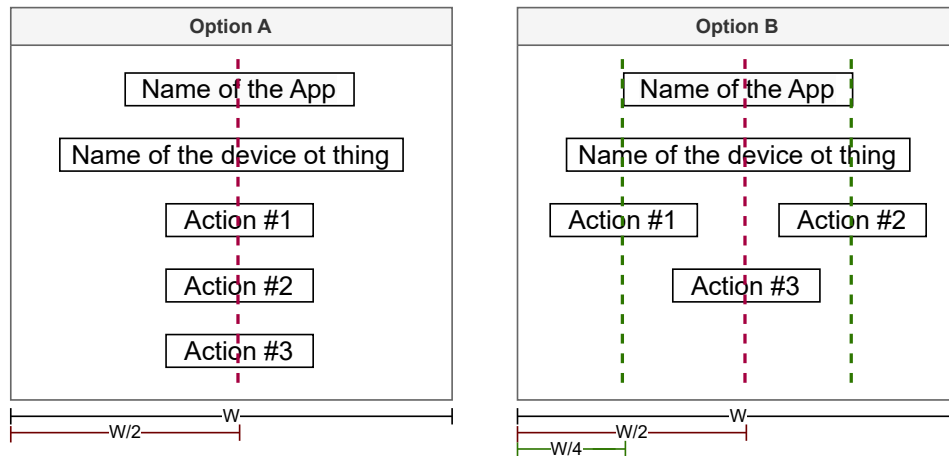 Option A
Name of the App
Name of the device ot thing
Action #1
Action #2
Action #3
W
W/2
Option B
Name of the App
Name of the device ot thing
Action #1 Action #2
Action #3
W
W/2
W/4